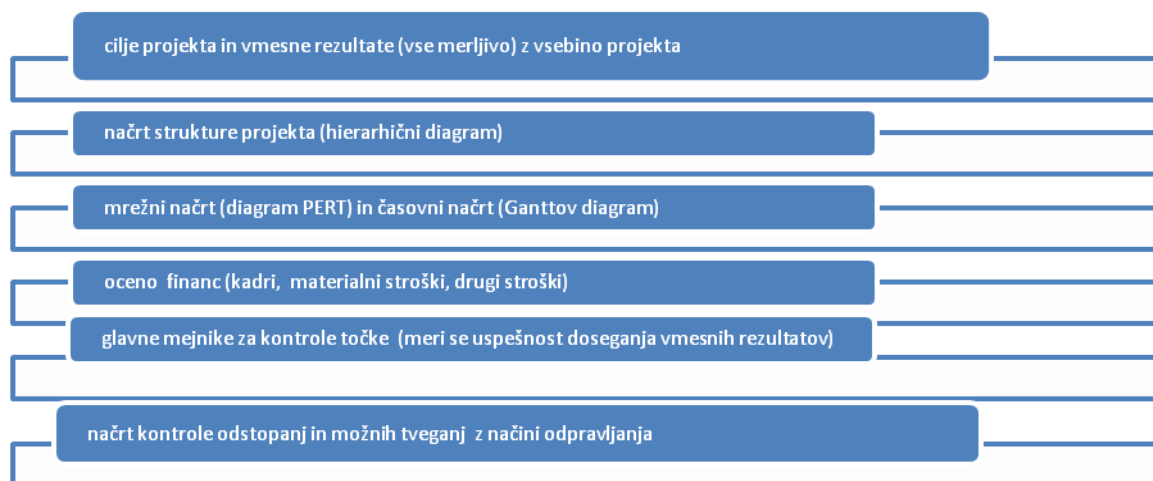 cilje projekta in vmesne rezultate (vse merljivo) z vsebino projekta
načrt strukture projekta (hierarhični diagram)
mrežni načrt (diagram PERT) in časovni načrt (Ganttov diagram)
oceno financ (kadri, materialni stroški, drugi stroški)
glavne mejnike za kontrole točke (meri se uspešnost doseganja vmesnih rezultatov)
načrt kontrole odstopanj in možnih tveganj z načini odpravljanja